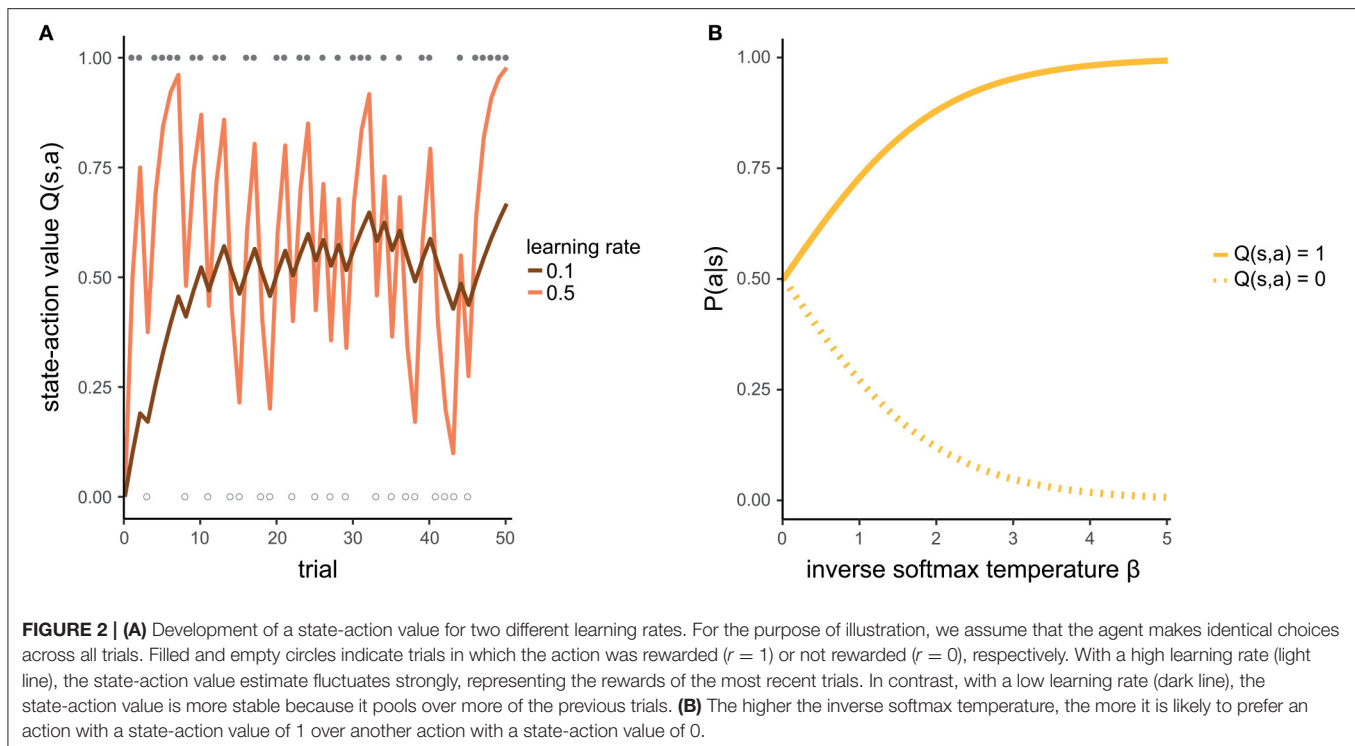 A
1.00
0.75
0.50
0.25
0.00
state-action value Q(s,a)
0 10 20 30 40 50
trial
learning rate
0.1
0.5
B
1.00
0.75
0.50
0.25
0.00
P(a|s)
0 1 2 3 4 5
inverse softmax temperature β
Q(s,a) = 1
Q(s,a) = 0
FIGURE 2 | (A) Development of a state-action value for two different learning rates. For the purpose of illustration, we assume that the agent makes identical choices
across all trials. Filled and empty circles indicate trials in which the action was rewarded (r = 1) or not rewarded (r = 0), respectively. With a high learning rate (light
line), the state-action value estimate fluctuates strongly, representing the rewards of the most recent trials. In contrast, with a low learning rate (dark line), the
state-action value is more stable because it pools over more of the previous trials. (B) The higher the inverse softmax temperature, the more it is likely to prefer an
action with a state-action value of 1 over another action with a state-action value of 0.